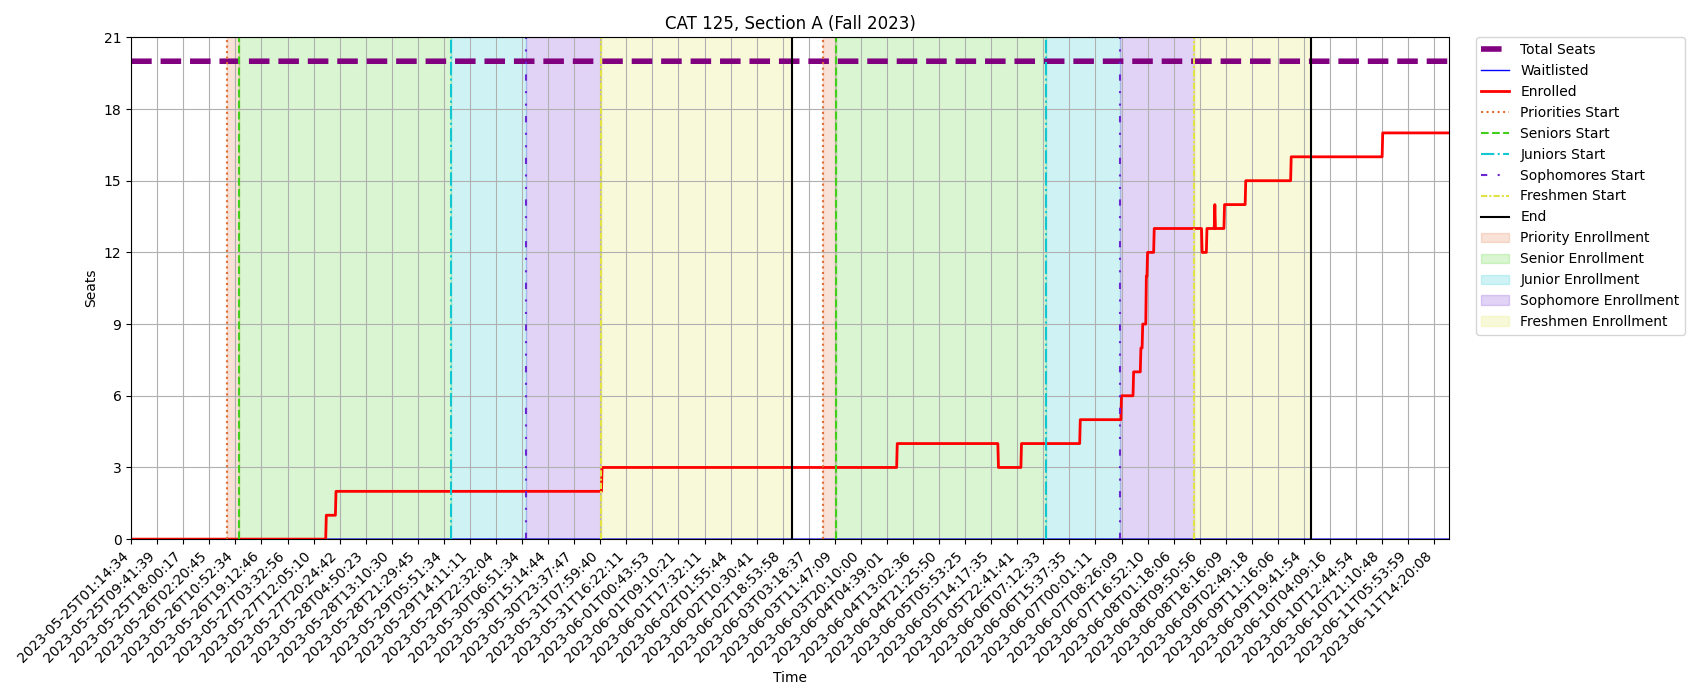 CAT 125, Section A (Fall 2023)
21
18
15
12
9
6
3
0
Seats
2023-05-25T01:14:34
2023-05-25T09:41:39
2023-05-25T18:00:17
2023-05-26T02:20:45
2023-05-26T10:52:34
2023-05-26T19:12:46
2023-05-27T03:32:56
2023-05-27T12:05:10
2023-05-27T20:24:42
2023-05-28T04:50:23
2023-05-28T13:10:30
2023-05-28T21:29:45
2023-05-29T05:51:34
2023-05-29T14:11:11
2023-05-29T22:32:04
2023-05-30T06:51:34
2023-05-30T15:14:44
2023-05-30T23:37:47
2023-05-31T07:59:40
2023-05-31T16:22:11
2023-06-01T00:43:53
2023-06-01T09:10:21
2023-06-01T17:32:11
2023-06-02T01:55:44
2023-06-02T10:30:41
2023-06-02T18:53:58
2023-06-03T03:18:37
2023-06-03T11:47:09
2023-06-03T20:10:00
2023-06-04T04:39:01
2023-06-04T13:02:36
2023-06-04T21:25:50
2023-06-05T05:53:25
2023-06-05T14:17:35
2023-06-05T22:41:41
2023-06-06T07:12:33
2023-06-06T15:37:35
2023-06-07T00:01:11
2023-06-07T08:26:09
2023-06-07T16:52:10
2023-06-08T01:18:06
2023-06-08T09:50:56
2023-06-08T18:16:09
2023-06-09T02:49:18
2023-06-09T11:16:06
2023-06-09T19:41:54
2023-06-10T04:09:16
2023-06-10T12:44:54
2023-06-10T21:10:48
2023-06-11T05:53:59
2023-06-11T14:20:08
Time
Total Seats
Waitlisted
Enrolled
Priorities Start
Seniors Start
Juniors Start
Sophomores Start
Freshmen Start
End
Priority Enrollment
Senior Enrollment
Junior Enrollment
Sophomore Enrollment
Freshmen Enrollment